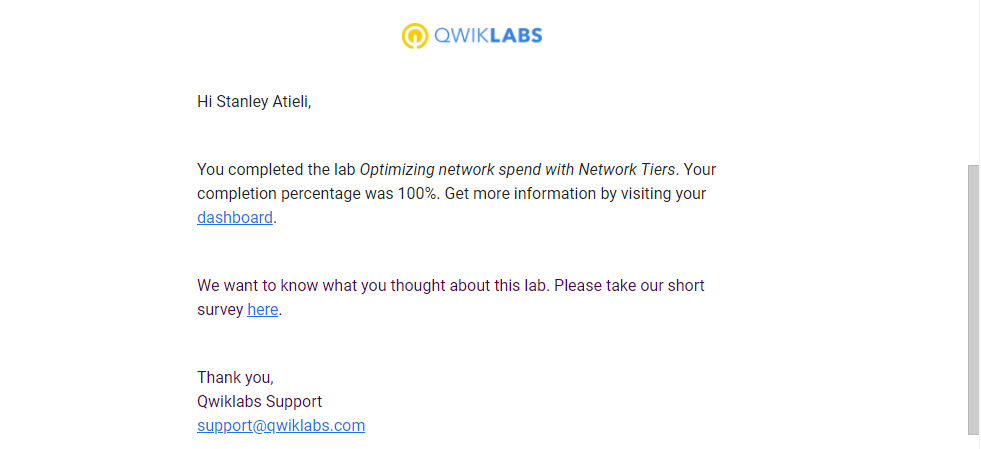 QWIKLABS
Hi Stanley Atieli,
You completed the lab Optimizing network spend with Network Tiers. Your
completion percentage was 100%. Get more information by visiting your
dashboard.
We want to know what you thought about this lab. Please take our short
survey here.
Thank you,
Qwiklabs Support
support@qwiklabs.com